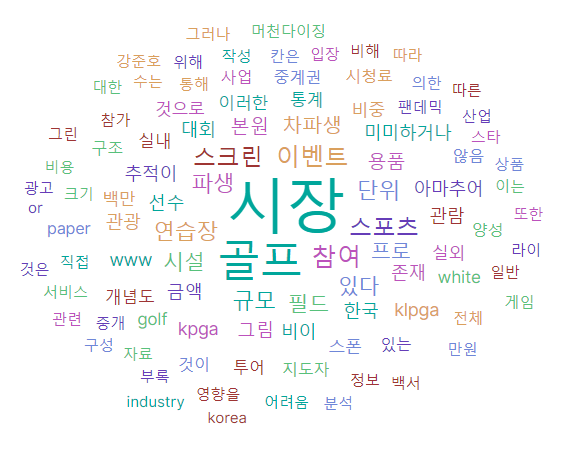 그러나 머천다이징
강준호 위해 작성 칸은 입장 비해 따라
대한 수는 통해 사업 중계권 시청료 의한 따른
것으로 이러한 통계 비중 팬데믹 산업
그린 참가 실내 대회 본원 차파생 미미하거나 스타
비용 구조 추적이 스크린 이벤트 용품 않음 상품
광고 크기 백만 선수 파생 시장 단위 아마추어 이는
or paper 관광 연습장 스포츠 관람 양성 또한
것은 직접 www 시설 골프 참여 프로 실외 라이
서비스 개념도 금액 있다 존재 white 일반
관련 중개 golf 규모 필드 한국 klpga 전체 게임
구성 자료 kpga 그림 비이 스폰 있는 만원
부록 것이 투어 지도자 정보 백서
industry 영향을 어려움 분석
korea